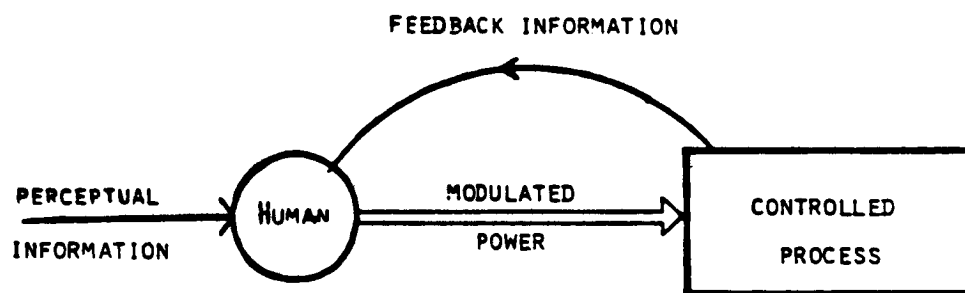 FEEDBACK INFORMATION
PERCEPTUAL
INFORMATION
HUMAN
MODULATED
POWER
CONTROLLED
PROCESS